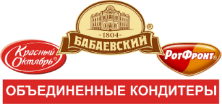 1804
БАБАЕВСКИЙ
Красный
Октябрь
РотФронт
ОБЪЕДИНЕННЫЕ КОНДИТЕРЫ